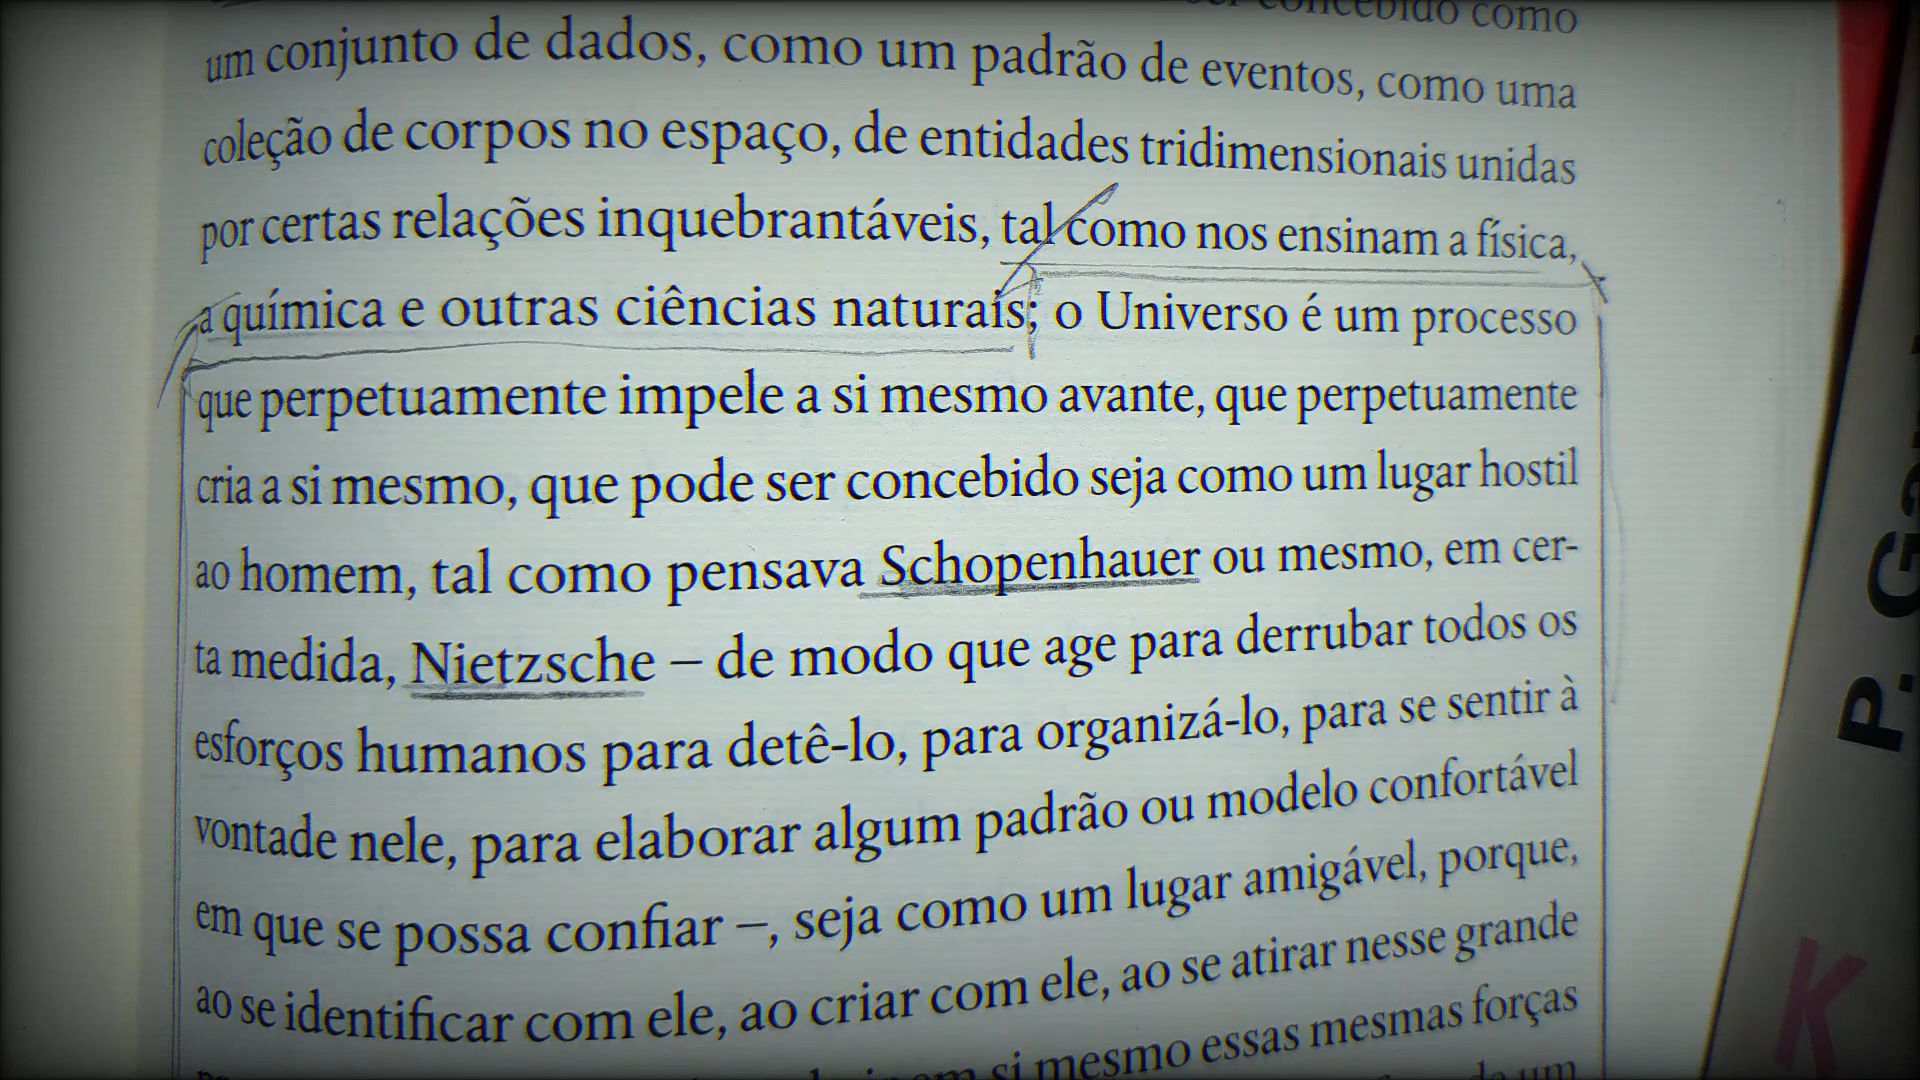 concebido como
um conjunto de dados, como um padrão de eventos, como uma
coleção de corpos no espaço, de entidades tridimensionais unidas
por certas relações inquebrantáveis, tal como nos ensinam a física,
a química e outras ciências naturais; o Universo é um processo
que perpetuamente impele a si mesmo avante, que perpetuamente
cria a si mesmo, que pode ser concebido seja como um lugar hostil
ao homem, tal como pensava Schopenhauer ou mesmo, em cer-
ta medida, Nietzsche – de modo que age para derrubar todos os
esforços humanos para detê-lo, para organizá-lo, para se sentir à
vontade nele, para elaborar algum padrão ou modelo confortável
em que se possa confiar –, seja como um lugar amigável, porque,
ao se identificar com ele, ao criar com ele, ao se atirar nesse grande
si mesmo essas mesmas forças
um
P. Gay
K